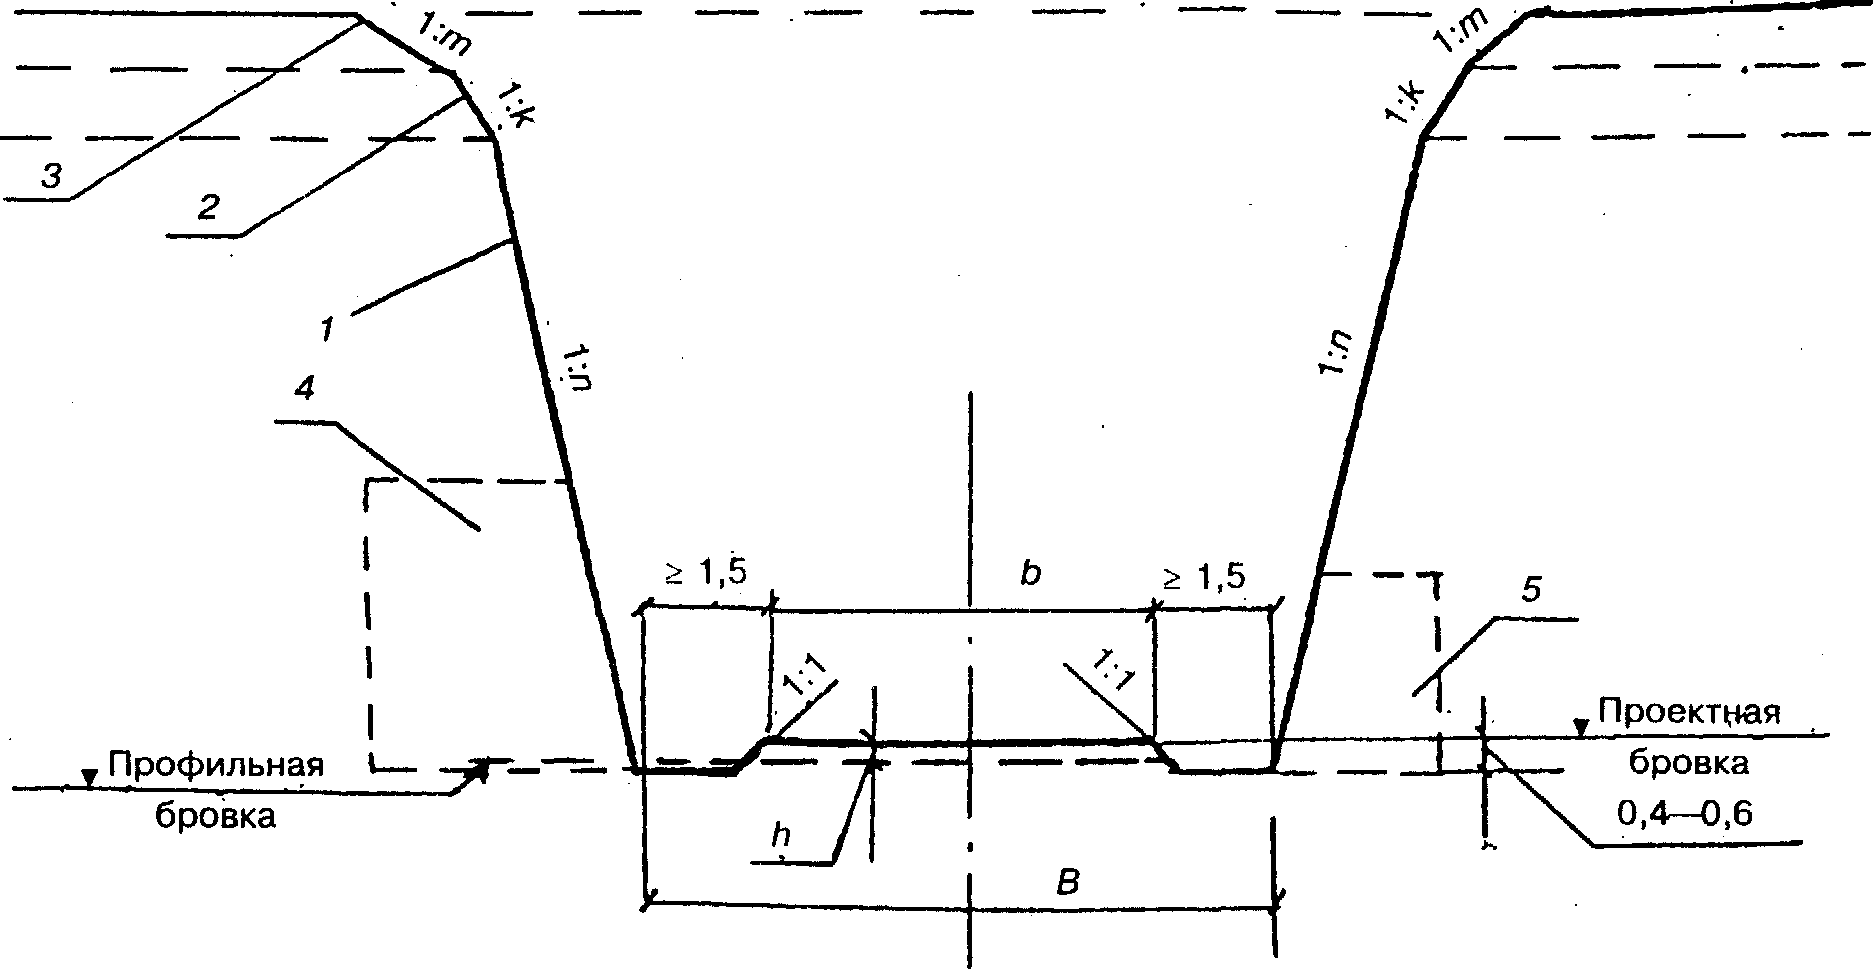 1:m
1:m
1:k
1:k
3
2
1
1:n
1:n
4
≥ 1,5
b
≥ 1,5
5
1:1
1:1
Проектная
бровка
0,4—0,6
Профильная
бровка
h
B